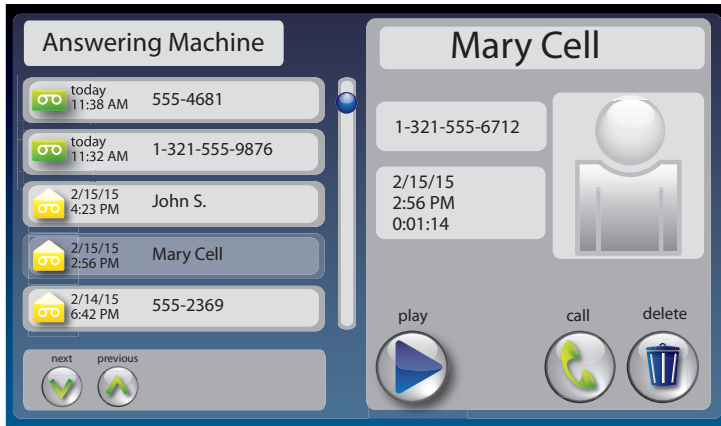 Answering Machine
today
11:38 AM
555-4681
today
11:32 AM
1-321-555-9876
2/15/15
4:23 PM
John S.
2/15/15
2:56 PM
Mary Cell
2/14/15
6:42 PM
555-2369
next
previous
Mary Cell
1-321-555-6712
2/15/15
2:56 PM
0:01:14
play
call
delete